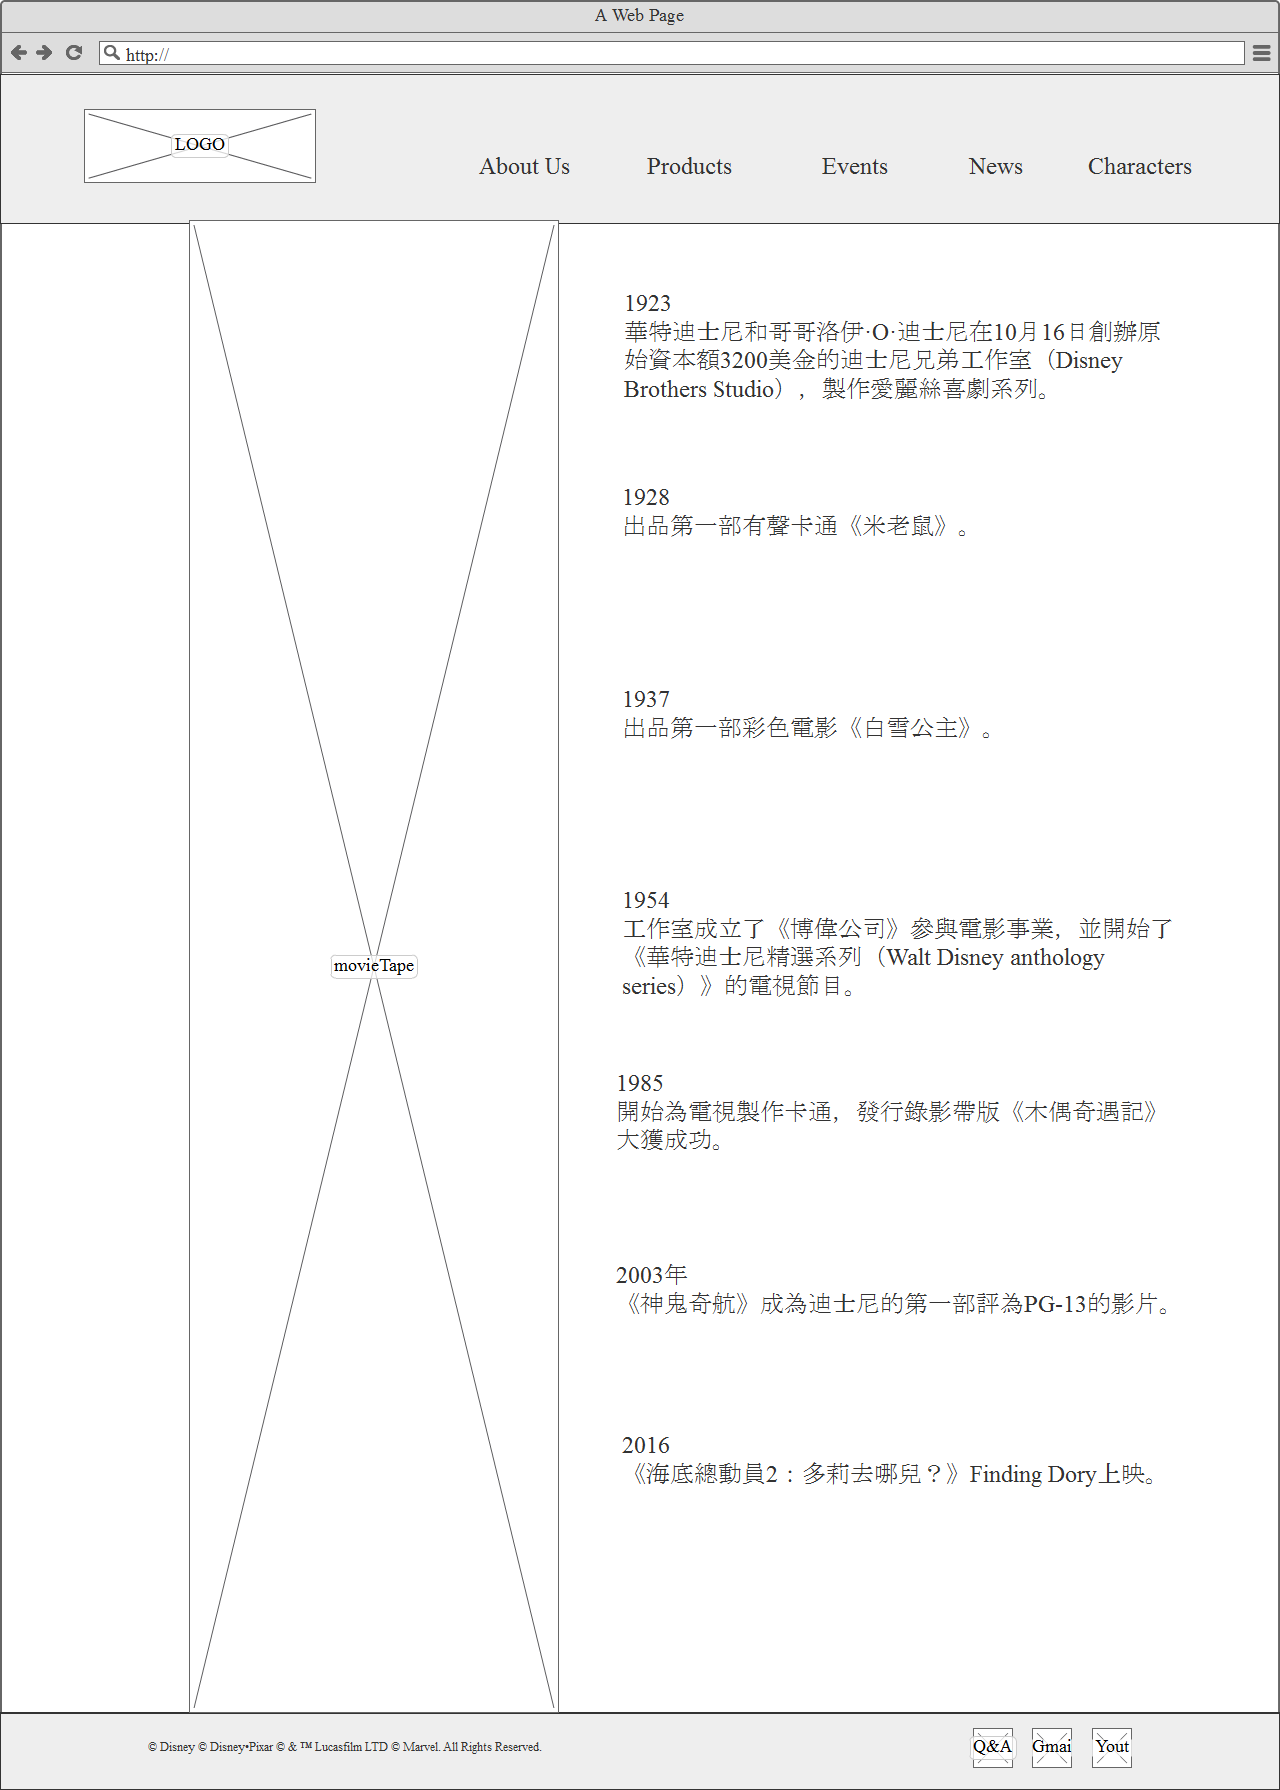 A Web Page
http://
LOGO
About Us
Products
Events
News
Characters
1923
華特迪士尼和哥哥洛伊·O·迪士尼在10月16日創辦原
始資本額3200美金的迪士尼兄弟工作室（Disney
Brothers Studio），製作愛麗絲喜劇系列。
1928
出品第一部有聲卡通《米老鼠》。
1937
出品第一部彩色電影《白雪公主》。
1954
工作室成立了《博偉公司》參與電影事業，並開始了
《華特迪士尼精選系列（Walt Disney anthology
series）》的電視節目。
movieTape
1985
開始為電視製作卡通，發行錄影帶版《木偶奇遇記》
大獲成功。
2003年
《神鬼奇航》成為迪士尼的第一部評為PG-13的影片。
2016
《海底總動員2：多莉去哪兒？》Finding Dory上映。
© Disney © Disney•Pixar © & ™ Lucasfilm LTD © Marvel. All Rights Reserved.
Q&A
Gmai
Yout